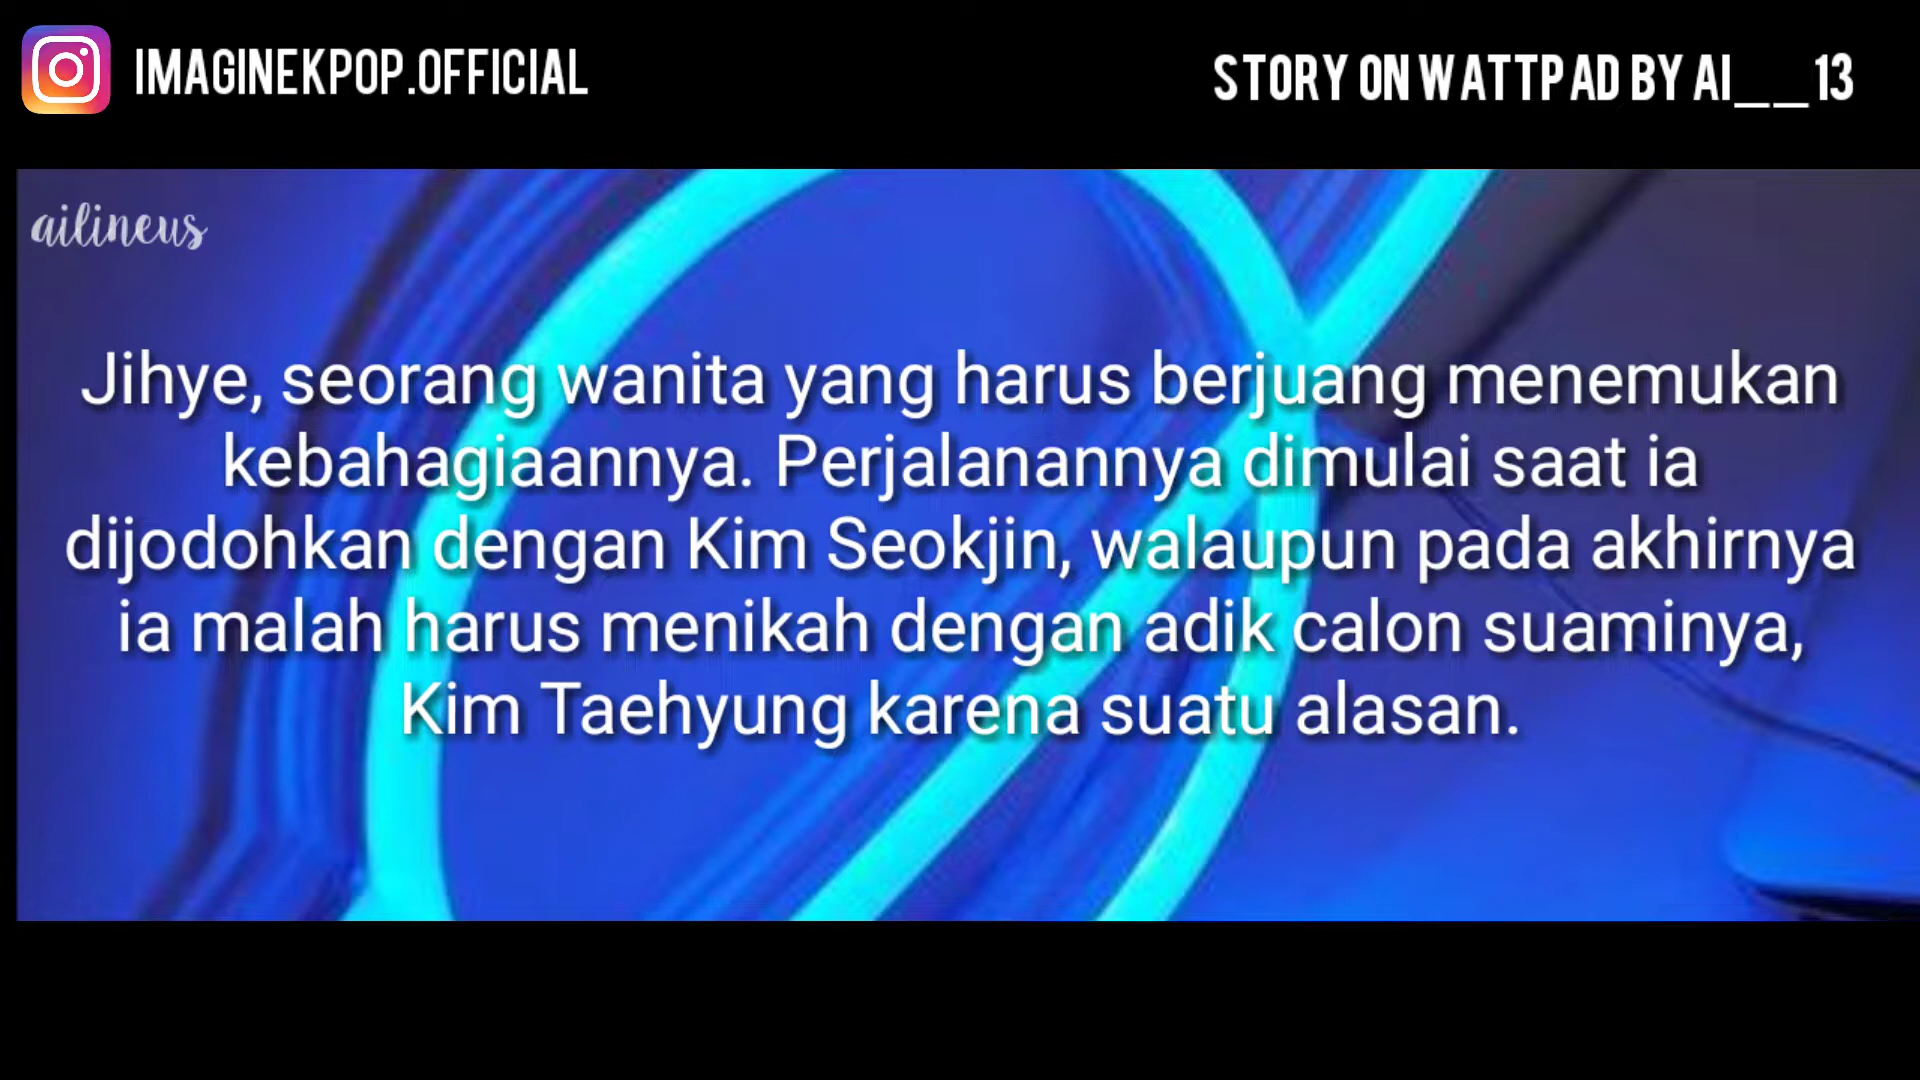 IMAGINEKPOP.OFFICIAL
STORY ON WATTPAD BY AI__13
ailineus
Jihye, seorang wanita yang harus berjuang menemukan
kebahagiaannya. Perjalanannya dimulai saat ia
dijodohkan dengan Kim Seokjin, walaupun pada akhirnya
ia malah harus menikah dengan adik calon suaminya,
Kim Taehyung karena suatu alasan.